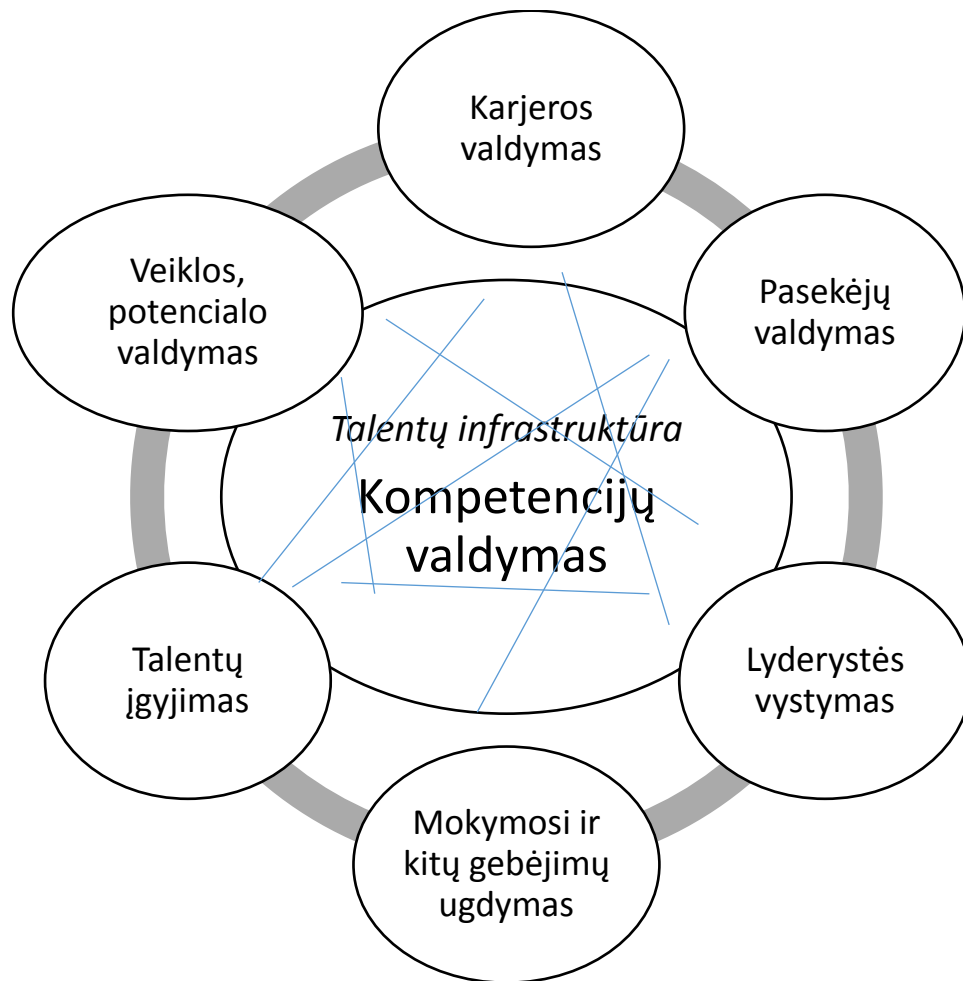 Karjeros
valdymas
Veiklos,
potencialo
valdymas
Pasekėjų
valdymas
Talentų infrastruktūra
Kompetencijų
valdymas
Talentų
įgyjimas
Lyderystės
vystymas
Mokymosi ir
kitų gebėjimų
ugdymas